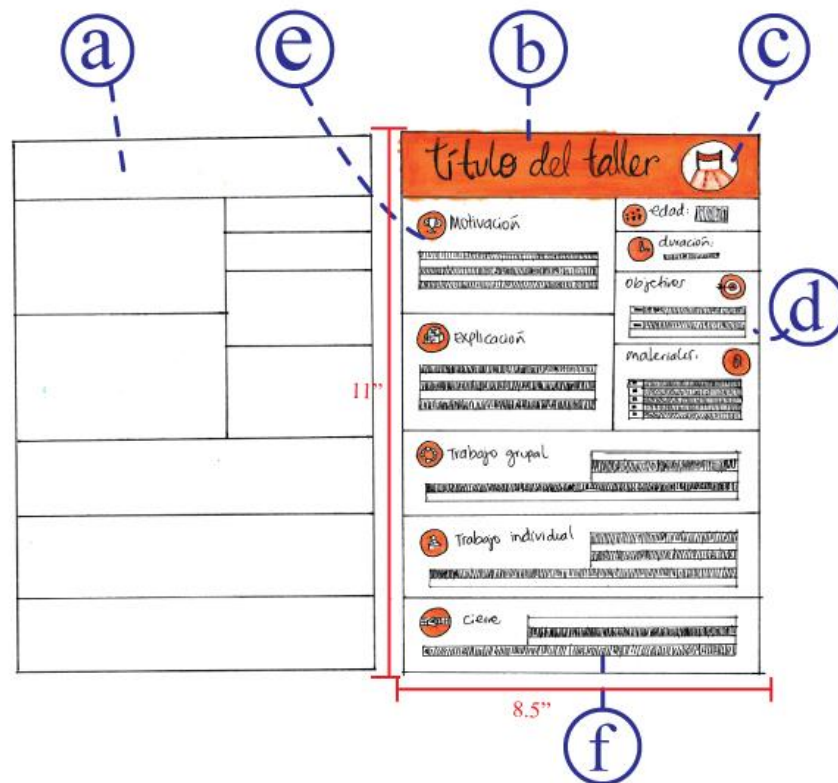 a
e
b
c
título del taller
Motivación
edad:
duración:
objetivos
d
explicación
materiales.
11”
Trabajo grupal
Trabajo individual
cierre
8.5”
f